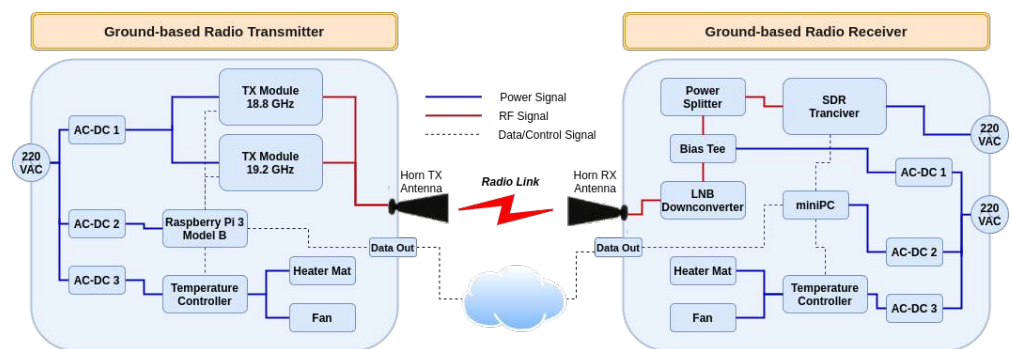 Ground-based Radio Transmitter
Ground-based Radio Receiver
TX Module
18.8 GHz
AC-DC 1
TX Module
19.2 GHz
220
VAC
AC-DC 2
Raspberry Pi 3
Model B
AC-DC 3
Temperature
Controller
Heater Mat
Fan
Data Out
Horn TX
Antenna
Power Signal
RF Signal
Data/Control Signal
Radio Link
Horn RX
Antenna
Power
Splitter
SDR
Tranciver
220
VAC
Bias Tee
AC-DC 1
LNB
Downconverter
miniPC
220
VAC
Data Out
AC-DC 2
Heater Mat
Temperature
Controller
AC-DC 3
Fan